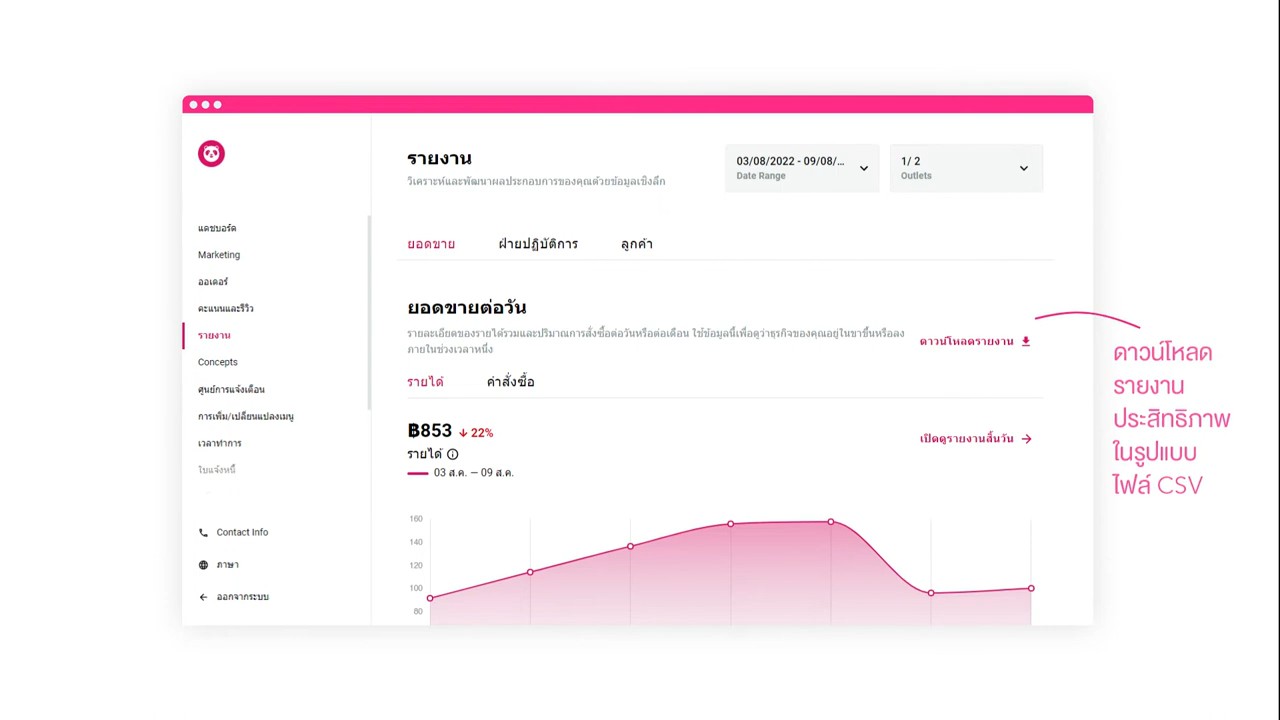 รายงาน
วิเคราะห์และพัฒนาผลประกอบการของคุณด้วยข้อมูลเชิงลึก
03/08/2022 - 09/08/...
Date Range
1/ 2
Outlets
แดชบอร์ด
Marketing
ออเดอร์
คะแนนและรีวิว
รายงาน
Concepts
ศูนย์การแจ้งเตือน
การเพิ่ม/เปลี่ยนแปลงเมนู
เวลาทำการ
ใบแจ้งหนี้
Contact Info
ภาษา
ออกจากระบบ
ยอดขาย ฝ่ายปฏิบัติการ ลูกค้า
ยอดขายต่อวัน
รายละเอียดของรายได้รวมและปริมาณการสั่งซื้อต่อวันหรือต่อเดือน ใช้ข้อมูลนี้เพื่อดูว่าธุรกิจของคุณอยู่ในขาขึ้นหรือลง
ภายในช่วงเวลาหนึ่ง
ดาวน์โหลดรายงาน
รายได้ คำสั่งซื้อ
฿853 22%
รายได้
03 ส.ค. — 09 ส.ค.
เปิดดูรายงานสิ้นวัน
160
140
120
100
80
ดาวน์โหลด
รายงาน
ประสิทธิภาพ
ในรูปแบบ
ไฟล์ CSV